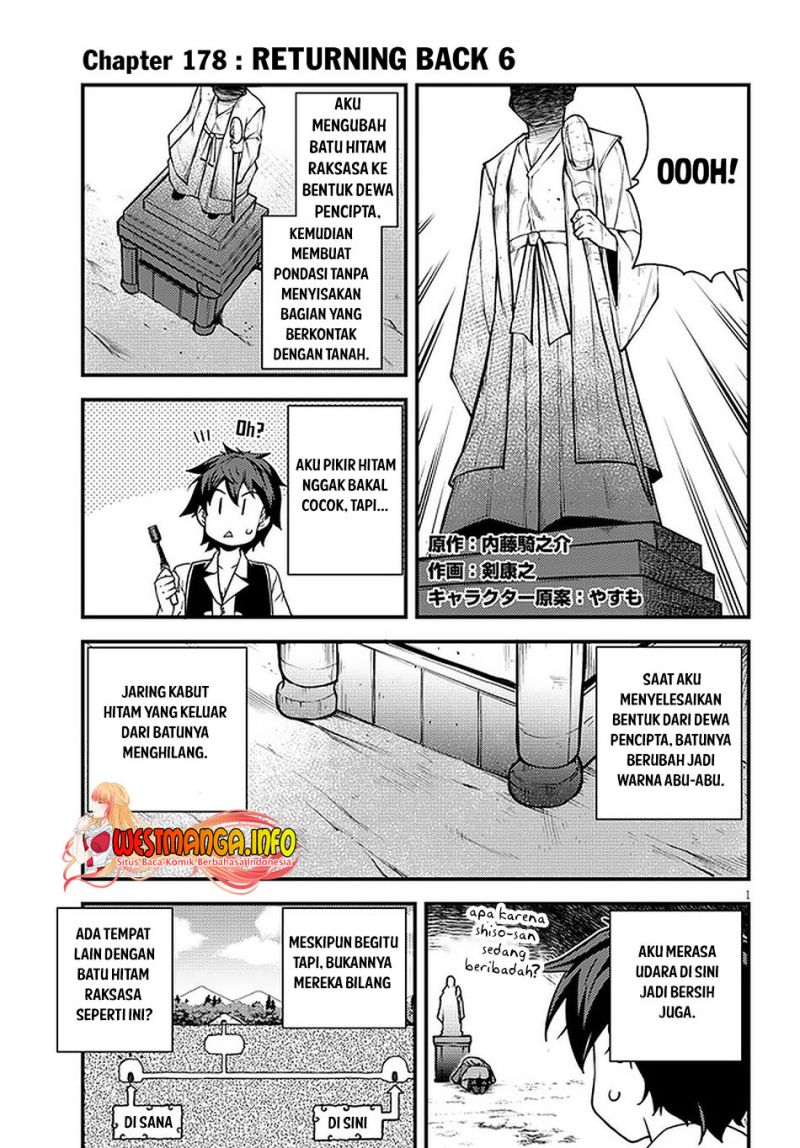 Chapter 178 : RETURNING BACK 6
OOOH!
原作：内藤騎之介
作画：剣康之
キャラクター原案：やすも
AKU
MENGUBAH
BATU HITAM
RAKSASA KE
BENTUK DEWA
PENCIPTA,
KEMUDIAN
MEMBUAT
PONDASI TANPA
MENYISAKAN
BAGIAN YANG
BERKONTAK
DENGAN TANAH.
AKU PIKIR HITAM
NGGAK BAKAL
COCOK, TAPI...
Oh?
SAAT AKU
MENYELESAIKAN
BENTUK DARI DEWA
PENCIPTA, BATUNYA
BERUBAH JADI
WARNA ABU-ABU.
JARING KABUT
HITAM YANG KELUAR
DARI BATUNYA
MENGHILANG.
WESTMANGA.INFO
Situs Baca Komik Berbahasa Indonesia
1
AKU MERASA
UDARA DI SINI
JADI BERSIH
JUGA.
apa karena
shiso-san
sedang
beribadah?
MESKIPUN BEGITU
TAPI, BUKANNYA
MEREKA BILANG
ADA TEMPAT
LAIN DENGAN
BATU HITAM
RAKSASA
SEPERTI INI?
DI SANA
DI SINI